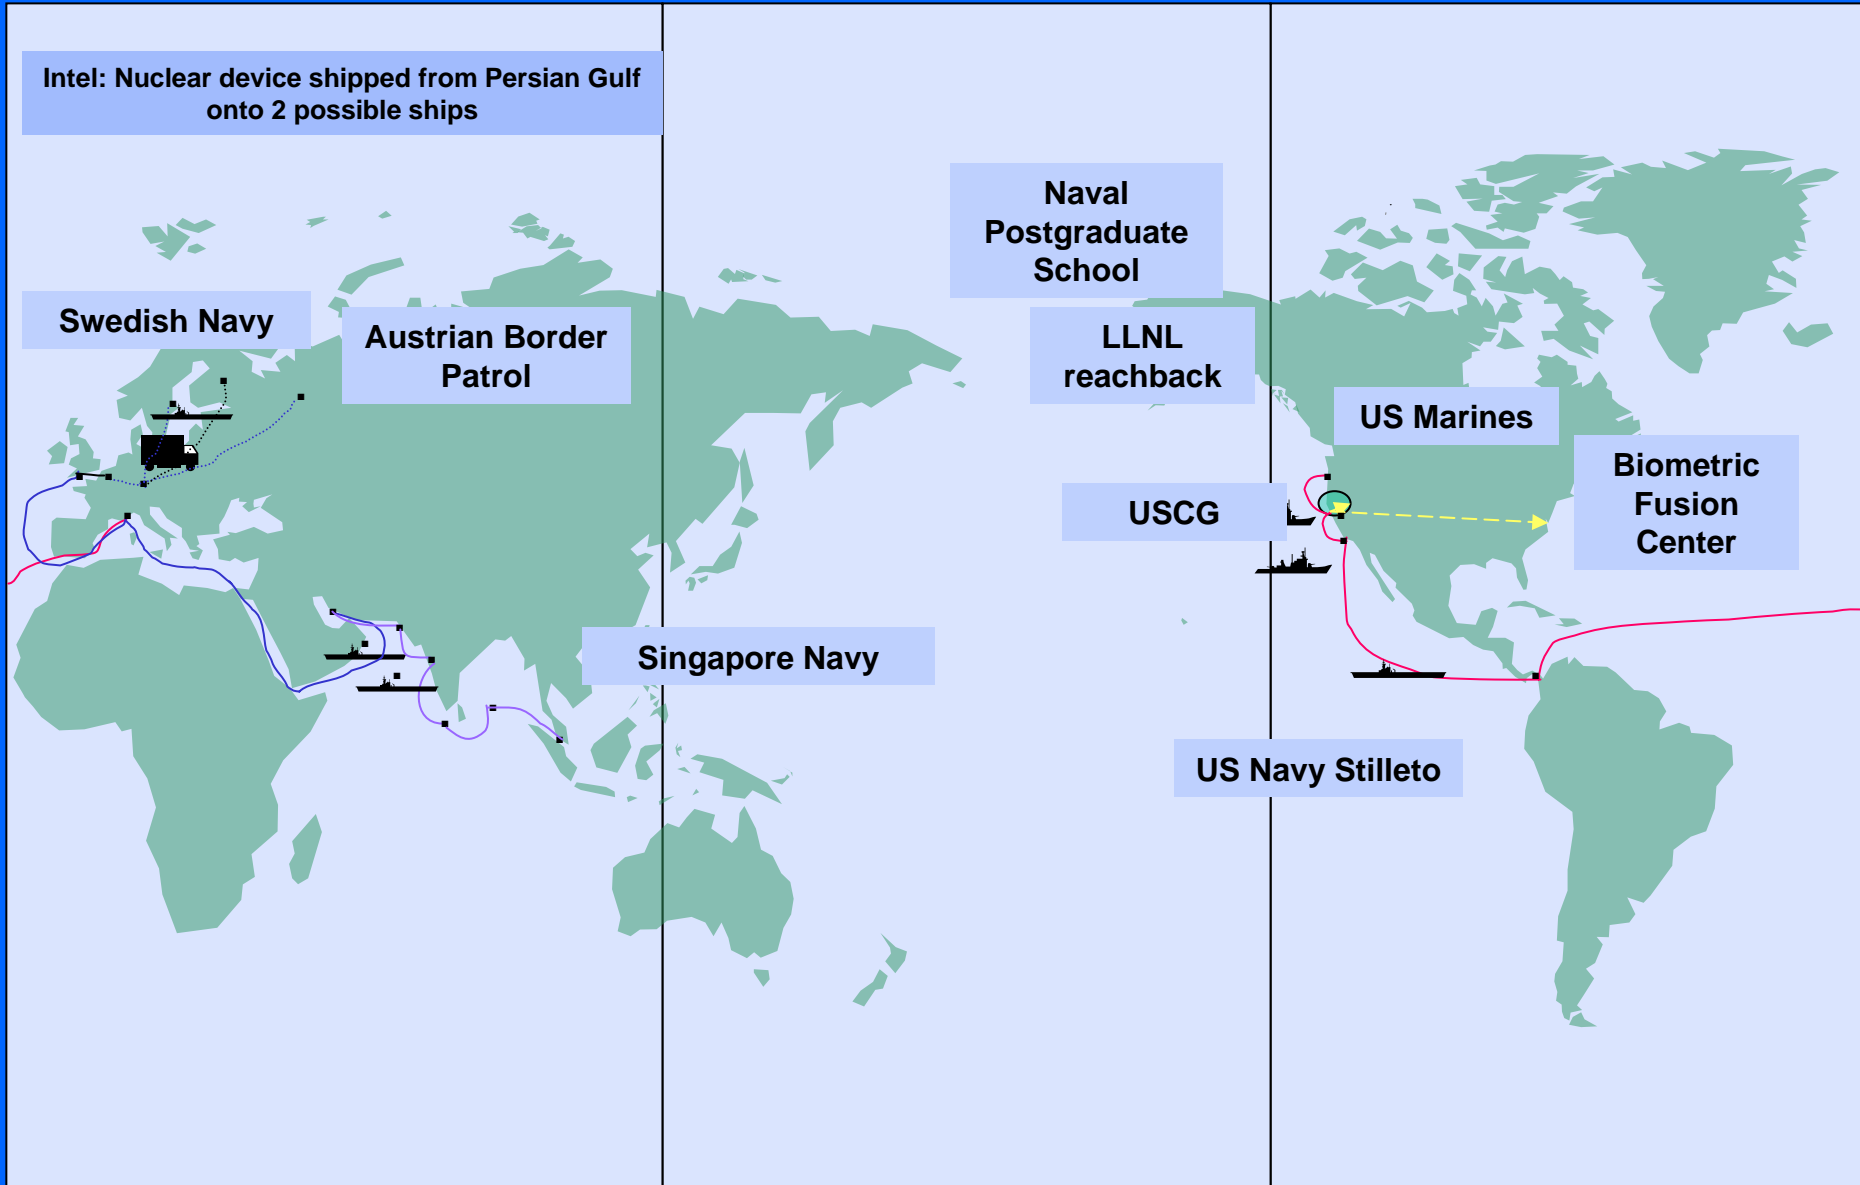 Intel: Nuclear device shipped from Persian Gulf
onto 2 possible ships
Naval
Postgraduate
School
Swedish Navy
Austrian Border
Patrol
LLNL
reachback
US Marines
Biometric
Fusion
Center
USCG
Singapore Navy
US Navy Stilleto